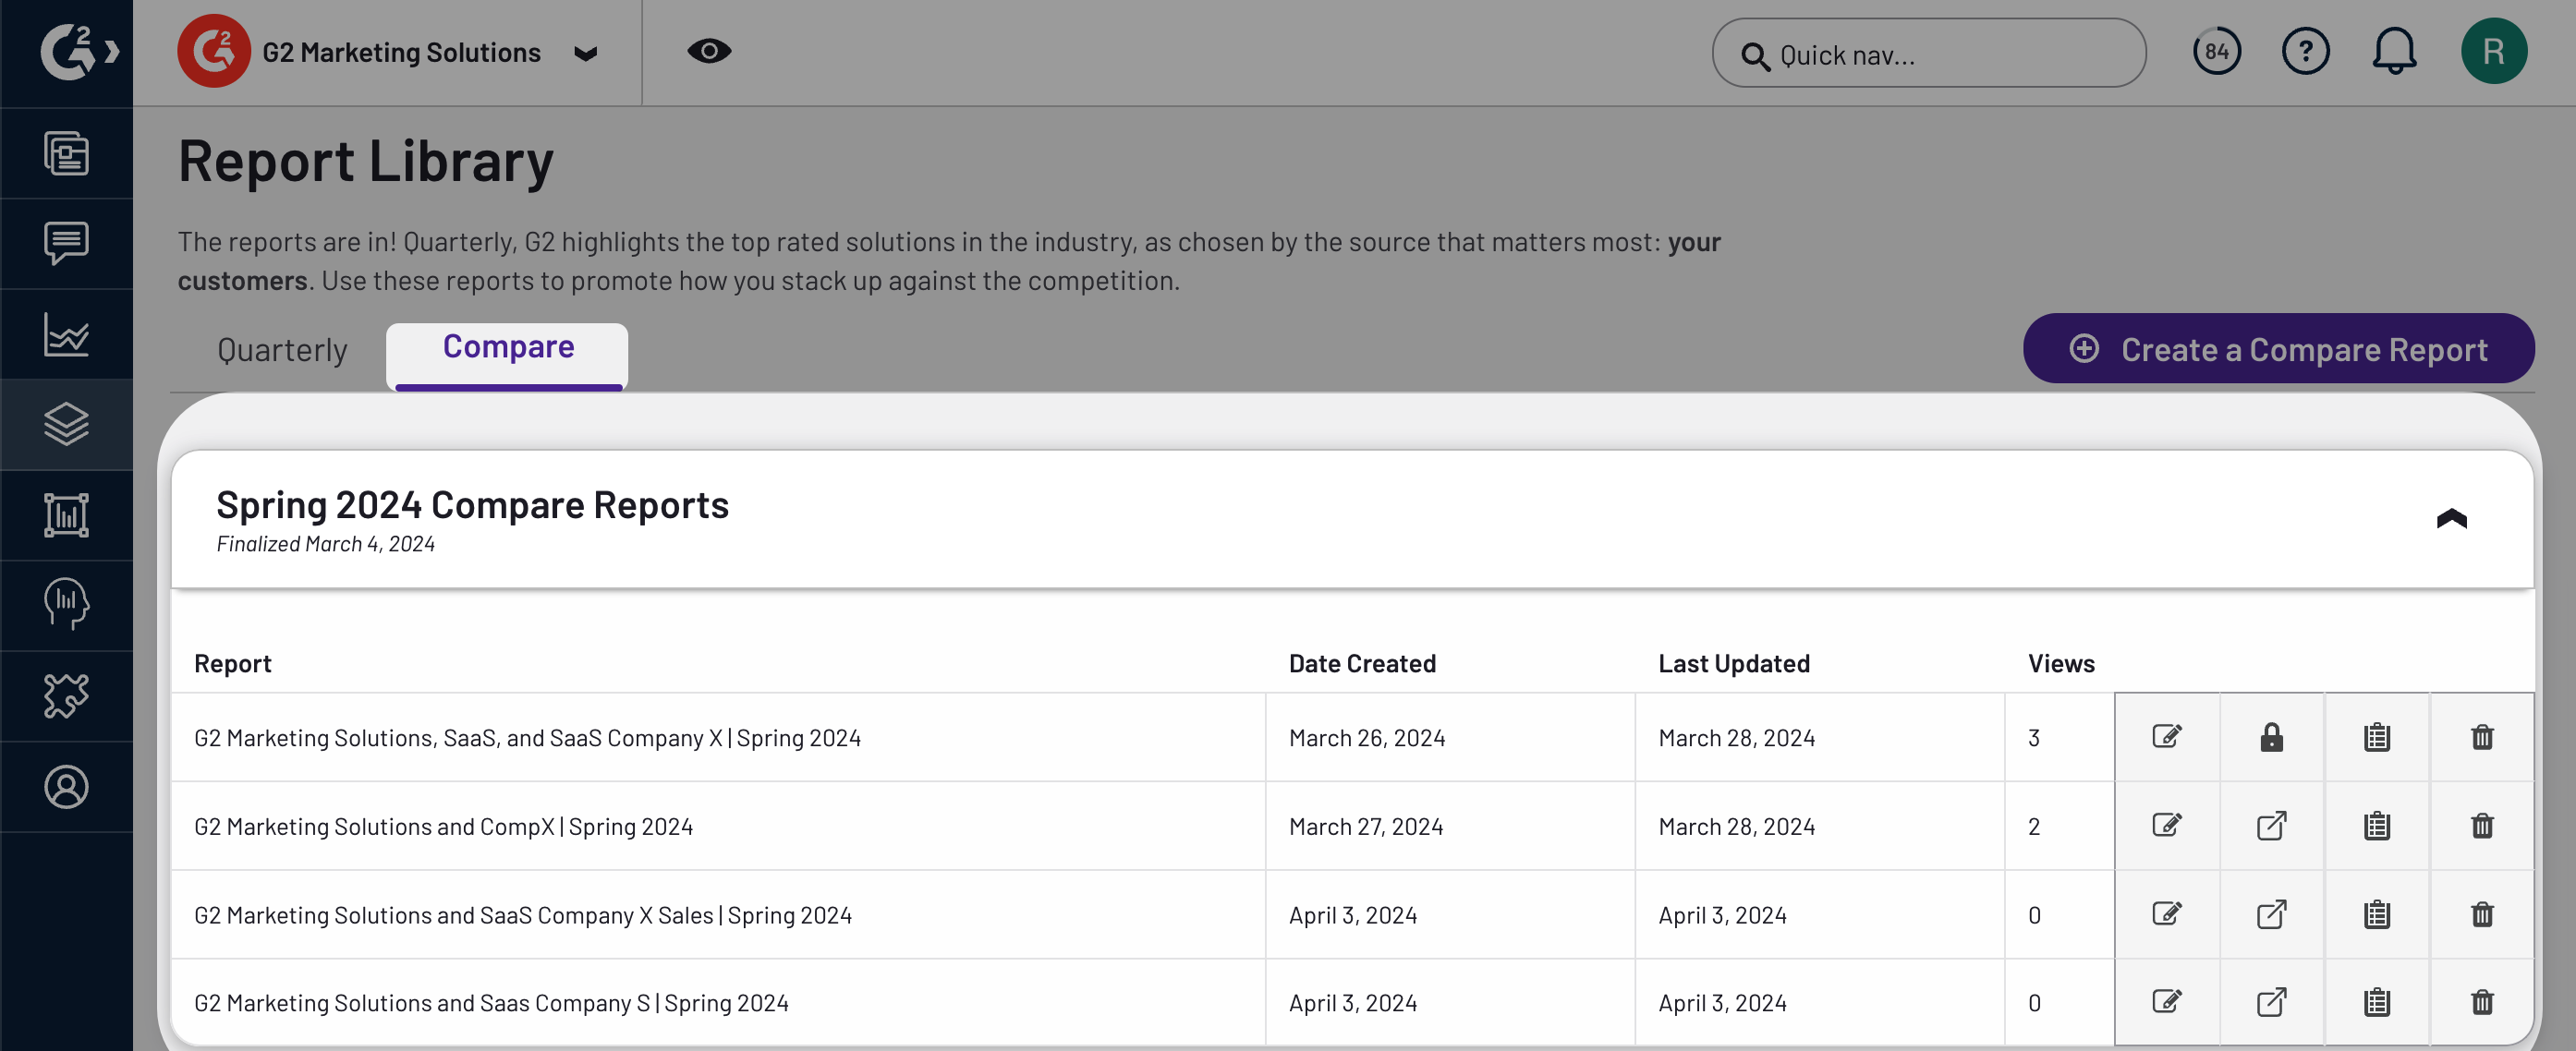 G2
G2 G2 Marketing Solutions
Quick nav...
84
?
R
Report Library
The reports are in! Quarterly, G2 highlights the top rated solutions in the industry, as chosen by the source that matters most: your
customers. Use these reports to promote how you stack up against the competition.
Quarterly Compare Create a Compare Report
Spring 2024 Compare Reports
Finalized March 4, 2024
Report Date Created Last Updated Views
G2 Marketing Solutions, SaaS, and SaaS Company X | Spring 2024 March 26, 2024 March 28, 2024 3
G2 Marketing Solutions and CompX | Spring 2024 March 27, 2024 March 28, 2024 2
G2 Marketing Solutions and SaaS Company X Sales | Spring 2024 April 3, 2024 April 3, 2024 0
G2 Marketing Solutions and Saas Company S | Spring 2024 April 3, 2024 April 3, 2024 0